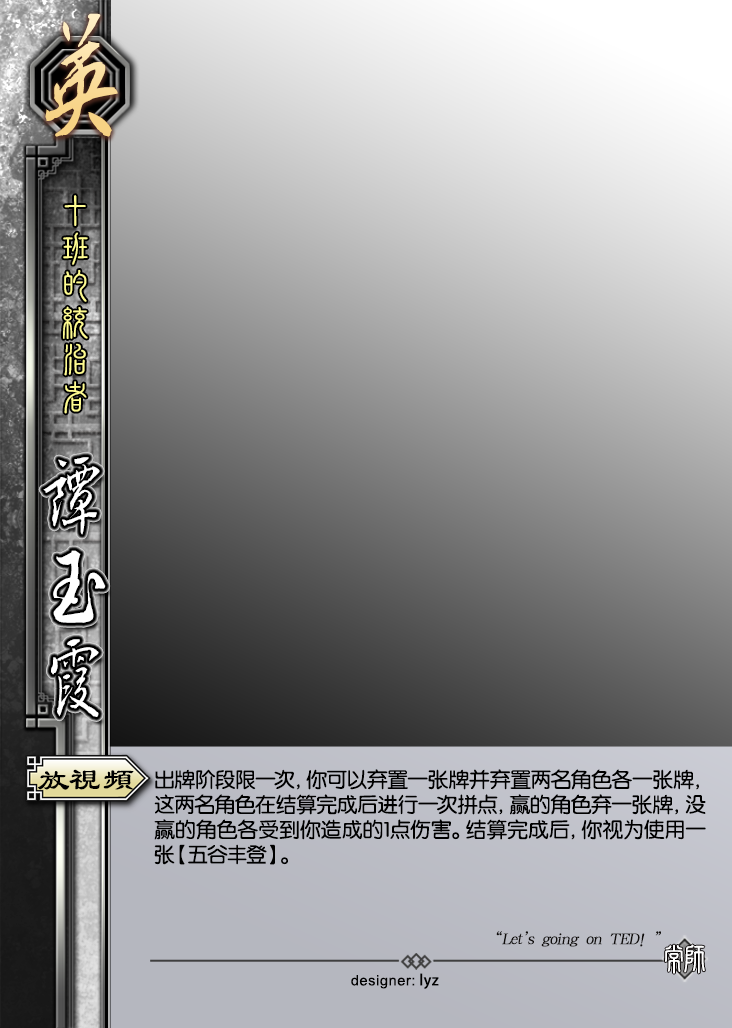 英
十班的統治者
譚玉霞
放視頻
出牌阶段限一次, 你可以弃置一张牌并弃置两名角色各一张牌,
这两名角色在结算完成后进行一次拼点, 赢的角色弃一张牌, 没
赢的角色各受到你造成的1点伤害。结算完成后, 你视为使用一
张【五谷丰登】。
“Let's going on TED! ”
常師
designer: lyz